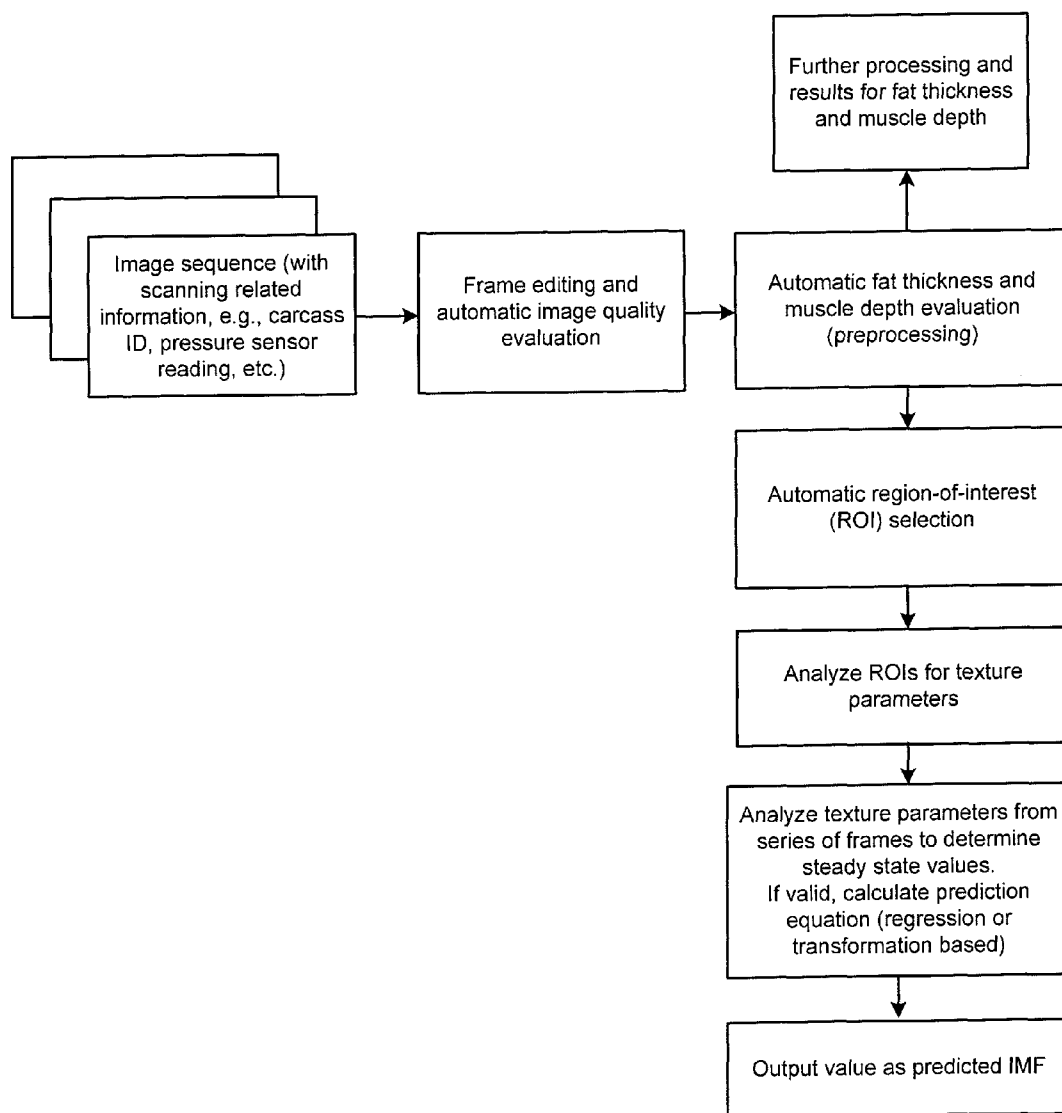 Further processing and
results for fat thickness
and muscle depth
Image sequence (with
scanning related
information, e.g., carcass
ID, pressure sensor
reading, etc.)
Frame editing and
automatic image quality
evaluation
Automatic fat thickness and
muscle depth evaluation
(preprocessing)
Automatic region-of-interest
(ROI) selection
Analyze ROIs for texture
parameters
Analyze texture parameters from
series of frames to determine
steady state values.
If valid, calculate prediction
equation (regression or
transformation based)
Output value as predicted IMF